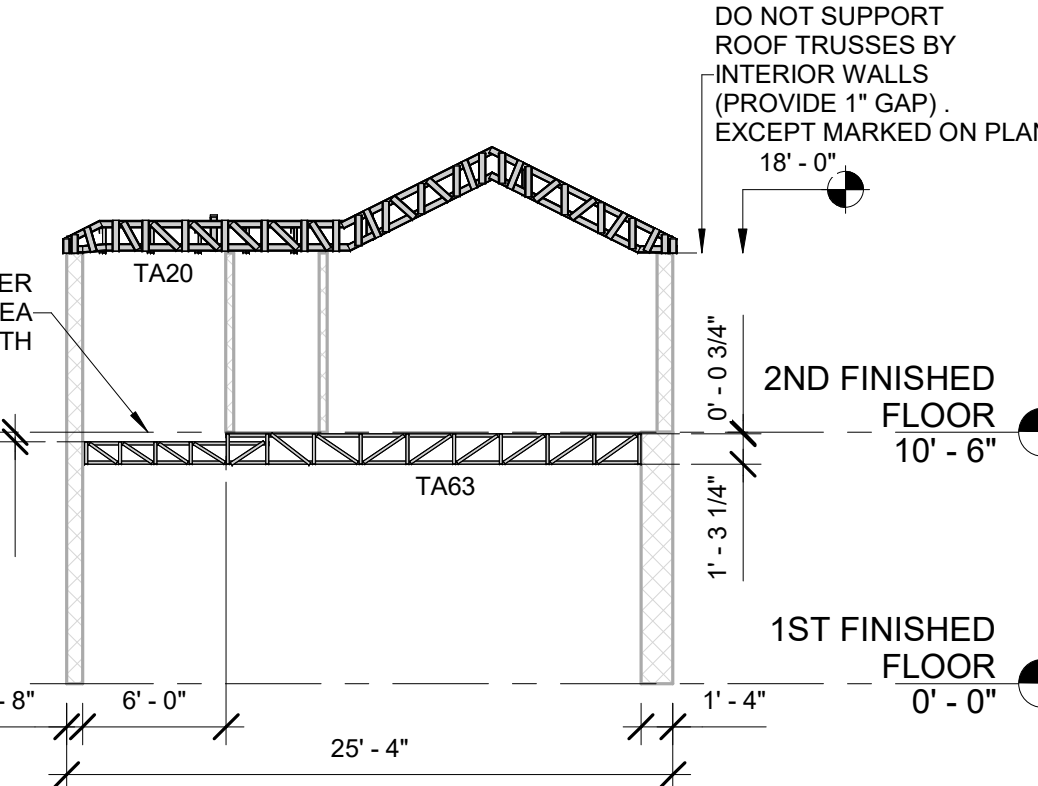 DO NOT SUPPORT
ROOF TRUSSES BY
INTERIOR WALLS
(PROVIDE 1" GAP) .
EXCEPT MARKED ON PLAN
18' - 0"
TA20
ER
EA
TH
0' - 0 3/4"
2ND FINISHED
FLOOR
10' - 6"
TA63
1' - 3 1/4"
1ST FINISHED
FLOOR
0' - 0"
- 8"
6' - 0"
1' - 4"
25' - 4"